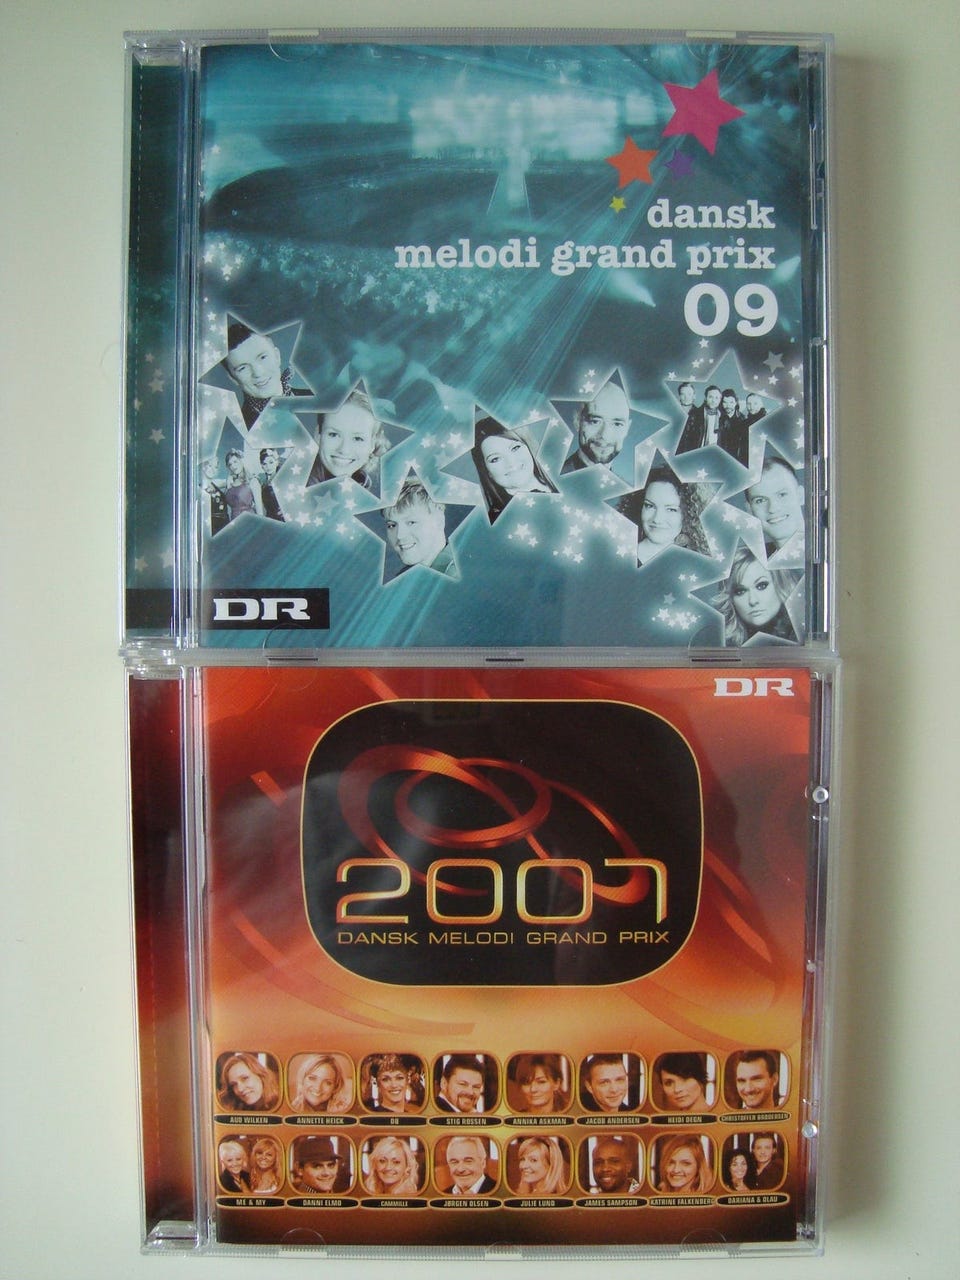 dansk
melodi grand prix
09
DR
DR
2007
DANSK MELODI GRAND PRIX
AUD WILKEN ANNETTE HEICK DQ STIG ROSSEN ANNIKA ASKMAN JACOB ANDERSEN HEIDI DEGN CHRISTOFFER BRODERSEN
ME & MY DANNI ELMO CAMMILLE JØRGEN OLSEN JULIE LUND JAMES SAMPSON KATRINE FALKENBERG DARIANA & OLAU